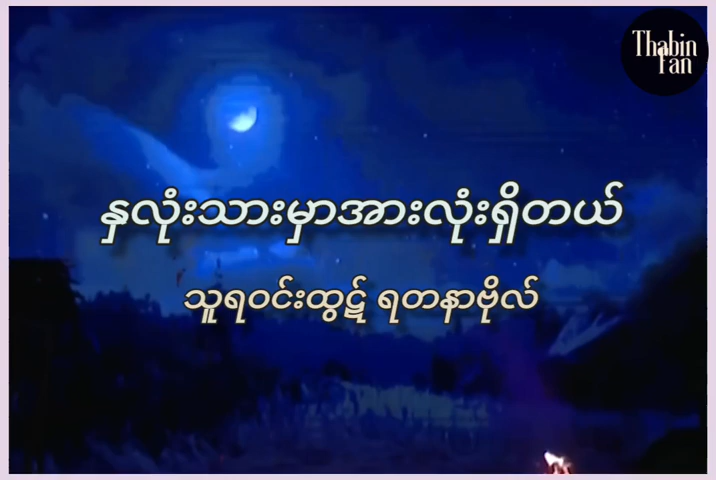 Thabin
Fan
နှလုံးသားမှာအားလုံးရှိတယ်
သူရဝင်းထွဋ် ရတနာဗိုလ်